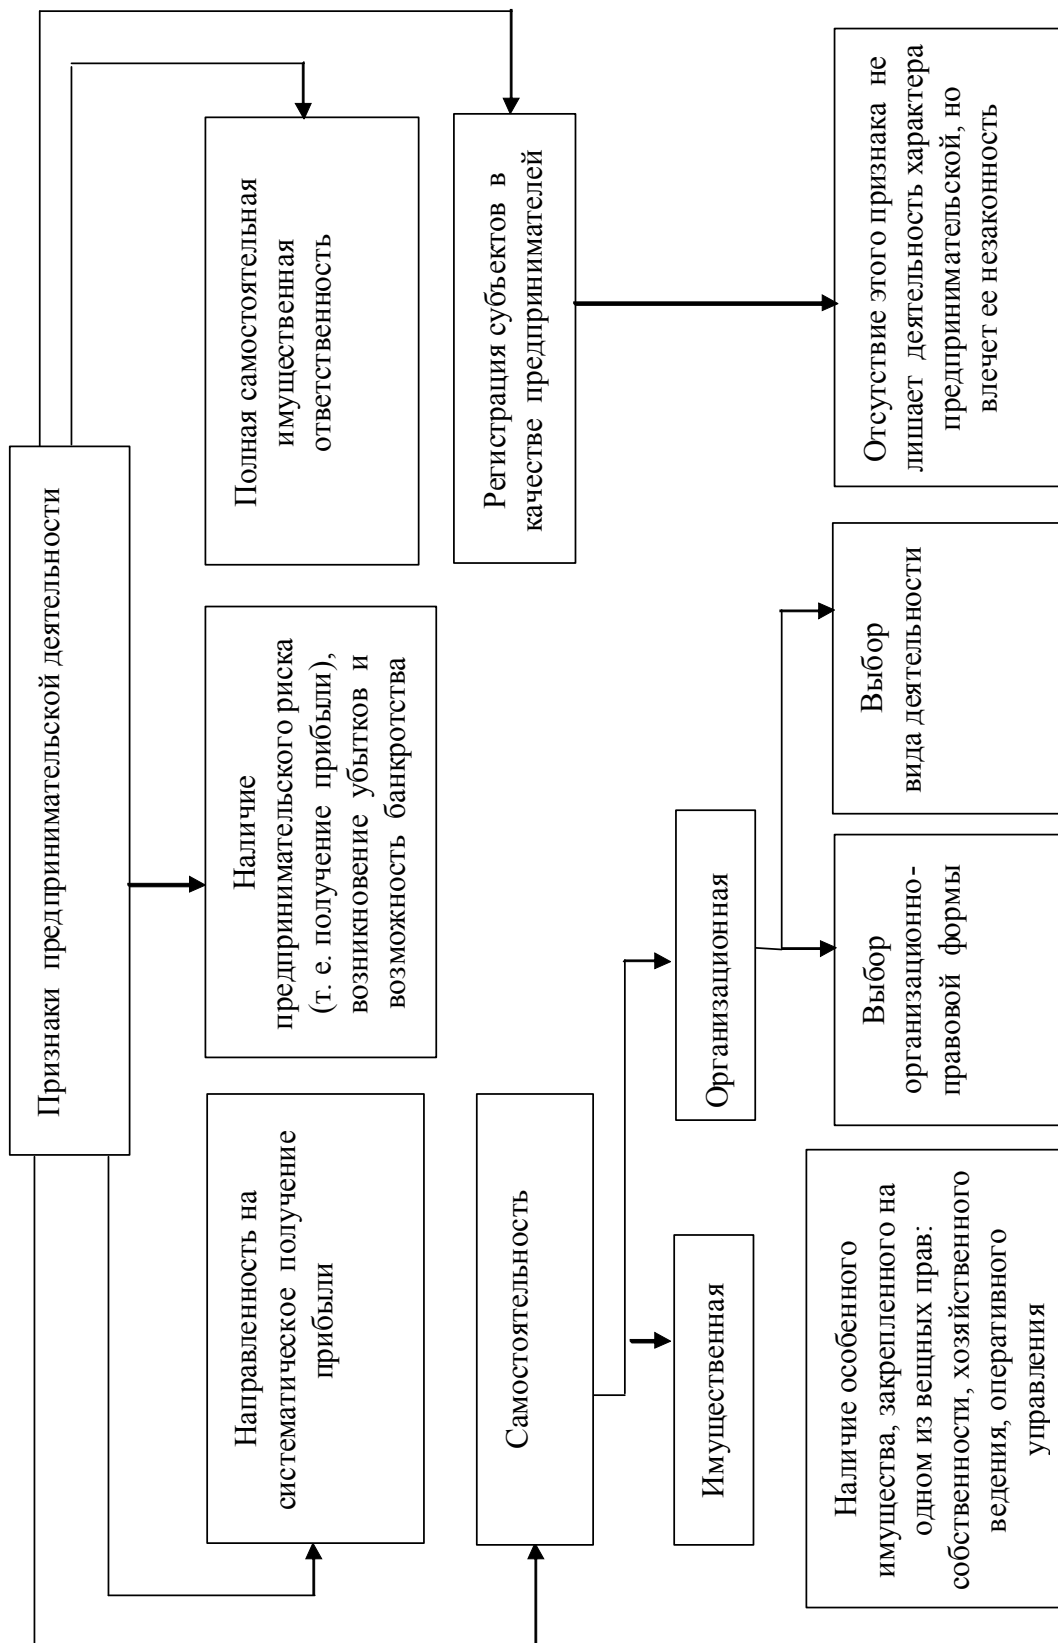 Признаки предпринимательской деятельности
Направленность на
систематическое получение
прибыли
Наличие
предпринимательского риска
(т. е. получение прибыли),
возникновение убытков и
возможность банкротства
Полная самостоятельная
имущественная
ответственность
Самостоятельность
Регистрация субъектов в
качестве предпринимателей
Имущественная
Организационная
Наличие особенного
имущества, закрепленного на
одном из вещных прав:
собственности, хозяйственного
ведения, оперативного
управления
Выбор
организационно-
правовой формы
Выбор
вида деятельности
Отсутствие этого признака не
лишает деятельность характера
предпринимательской, но
влечет ее незаконность